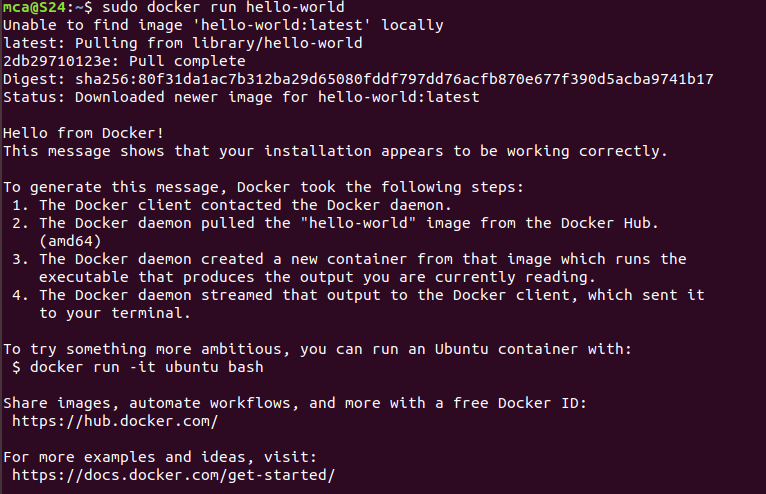 mca@S24:~$ sudo docker run hello-world
Unable to find image 'hello-world:latest' locally
latest: Pulling from library/hello-world
2db29710123e: Pull complete
Digest: sha256:80f31da1ac7b312ba29d65080fddf797dd76acfb870e677f390d5acba9741b17
Status: Downloaded newer image for hello-world:latest

Hello from Docker!
This message shows that your installation appears to be working correctly.

To generate this message, Docker took the following steps:
 1. The Docker client contacted the Docker daemon.
 2. The Docker daemon pulled the "hello-world" image from the Docker Hub.
    (amd64)
 3. The Docker daemon created a new container from that image which runs the
    executable that produces the output you are currently reading.
 4. The Docker daemon streamed that output to the Docker client, which sent it
    to your terminal.

To try something more ambitious, you can run an Ubuntu container with:
 $ docker run -it ubuntu bash

Share images, automate workflows, and more with a free Docker ID:
 https://hub.docker.com/

For more examples and ideas, visit:
 https://docs.docker.com/get-started/